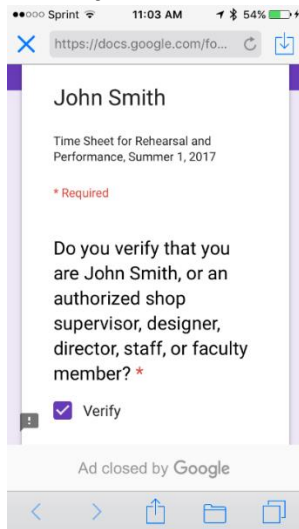 Sprint 11:03 AM 54%
https://docs.google.com/fo...
John Smith
Time Sheet for Rehearsal and
Performance, Summer 1, 2017
* Required
Do you verify that you
are John Smith, or an
authorized shop
supervisor, designer,
director, staff, or faculty
member? *
Verify
Ad closed by Google